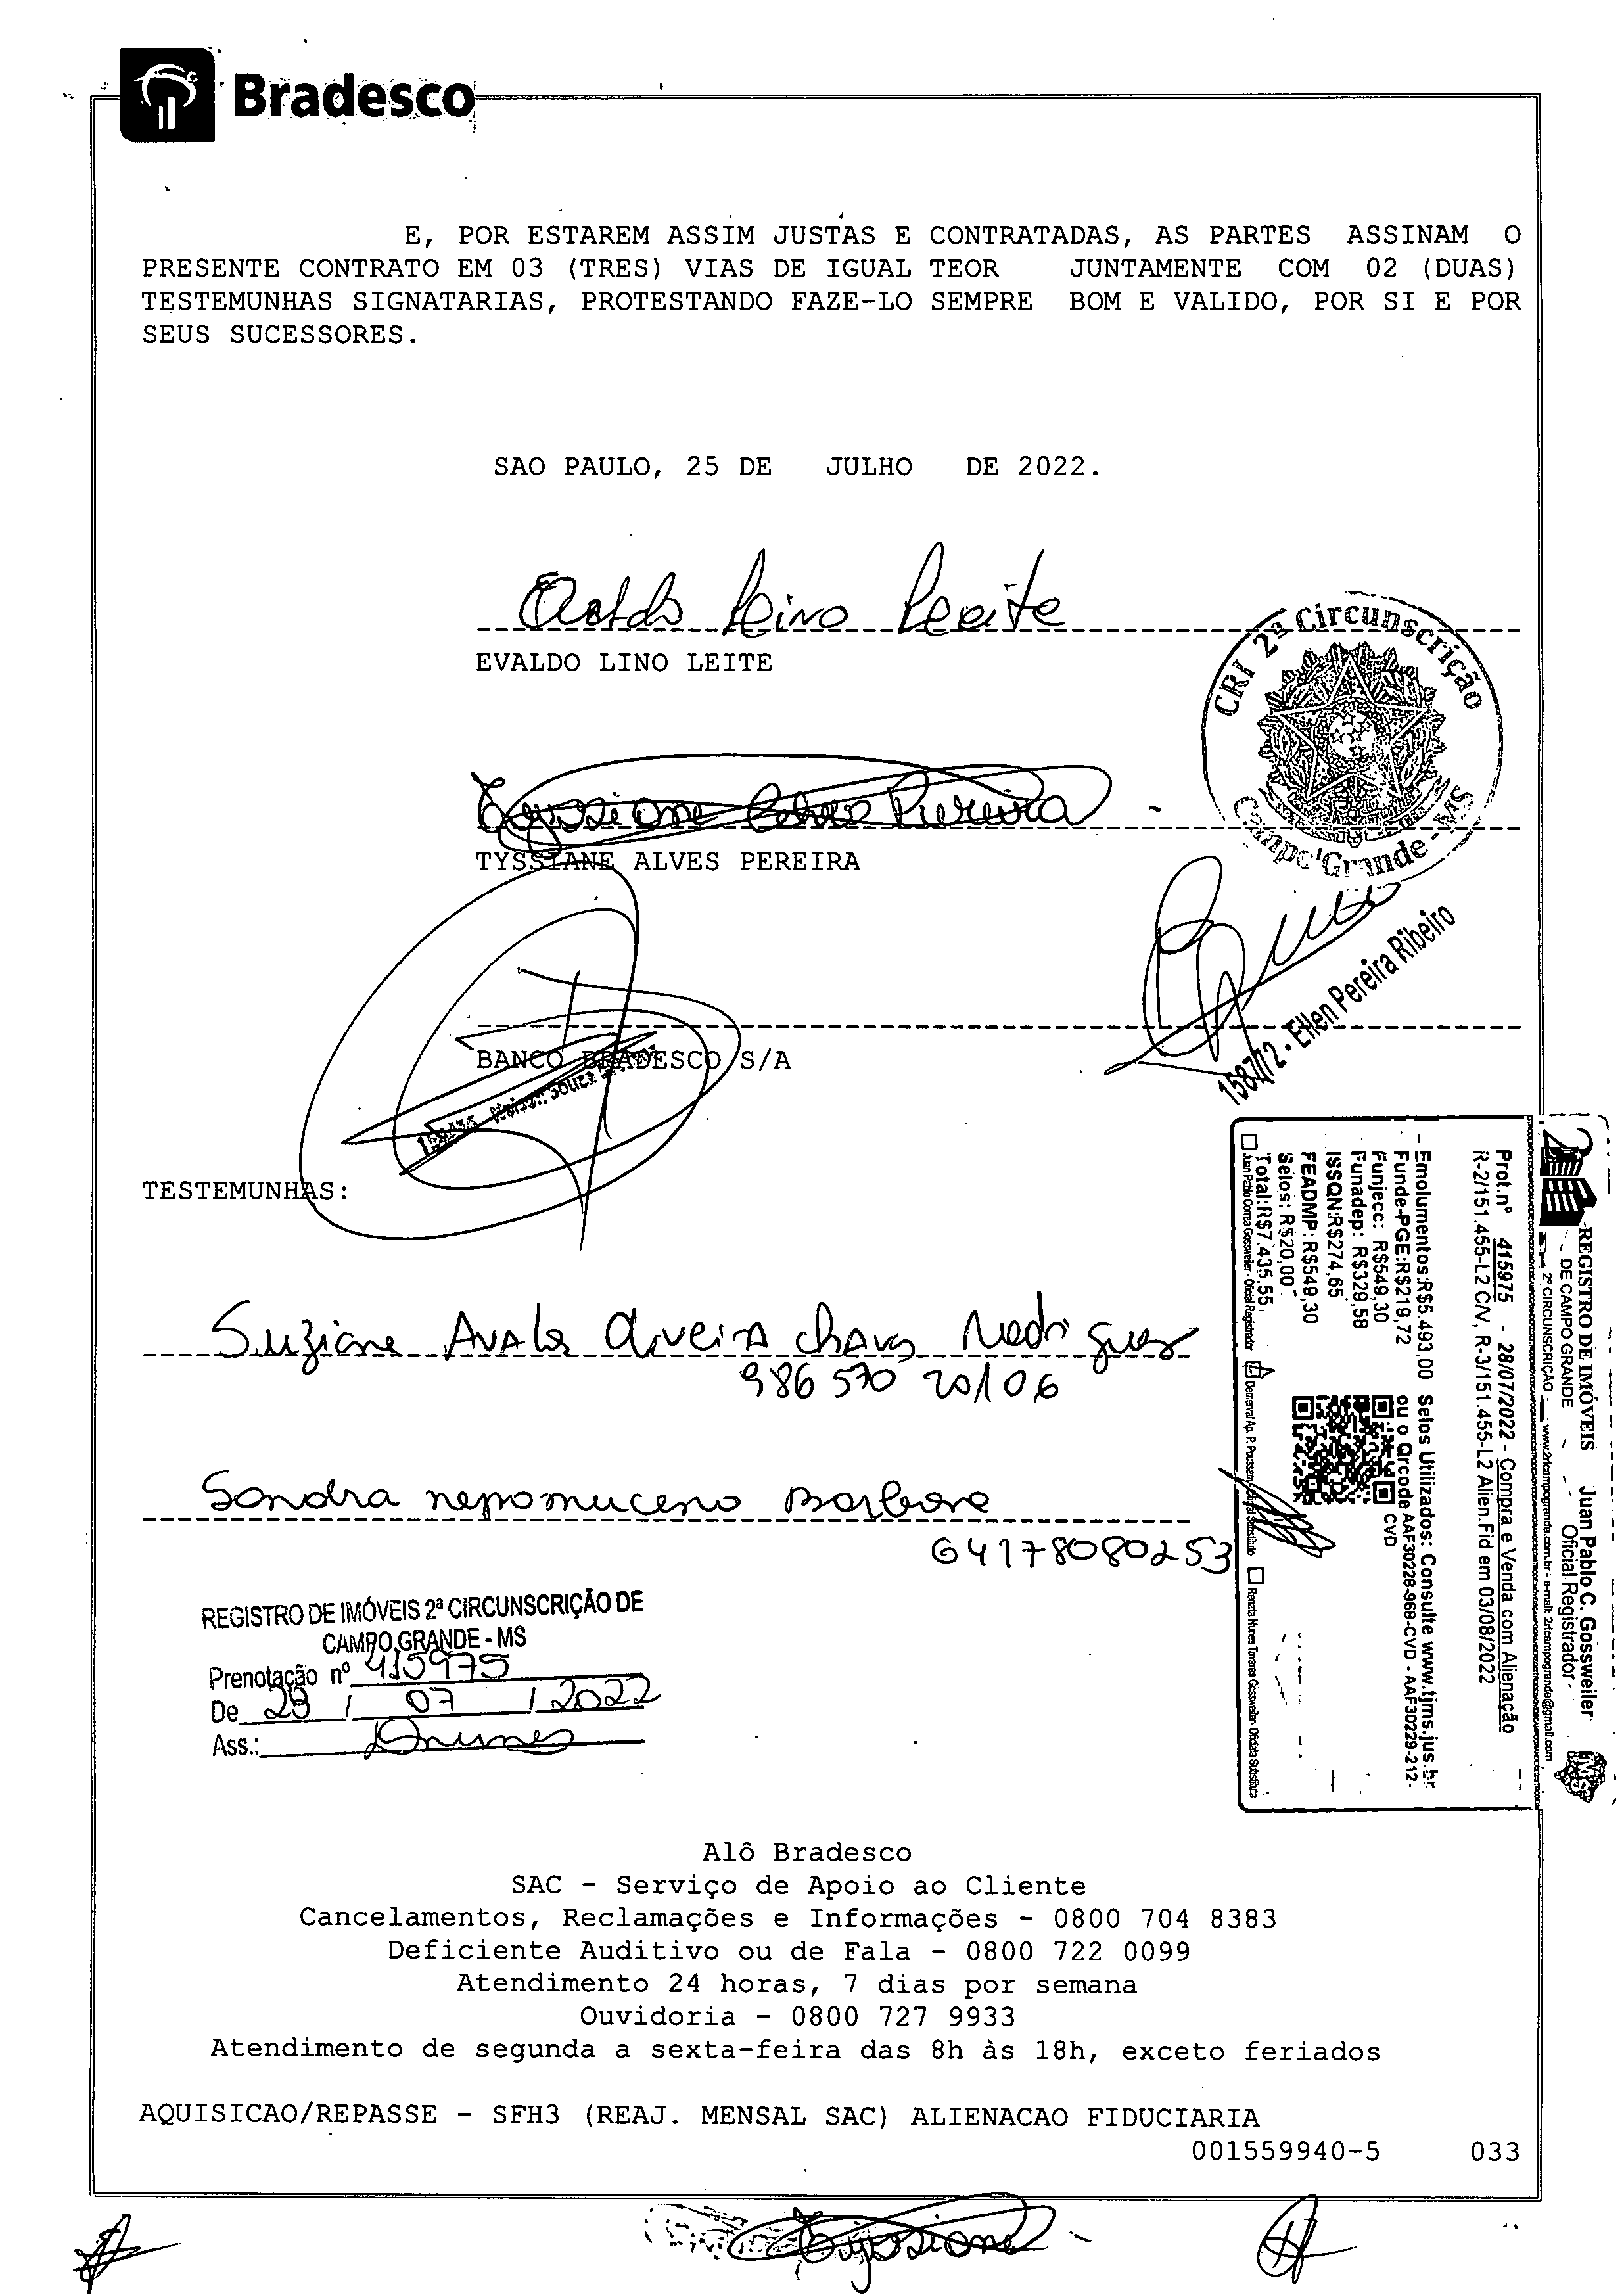 Bradesco
E, POR ESTAREM ASSIM JUSTAS E CONTRATADAS, AS PARTES ASSINAM O
PRESENTE CONTRATO EM 03 (TRES) VIAS DE IGUAL TEOR JUNTAMENTE COM 02 (DUAS)
TESTEMUNHAS SIGNATARIAS, PROTESTANDO FAZE-LO SEMPRE BOM E VALIDO, POR SI E POR
SEUS SUCESSORES.
SAO PAULO, 25 DE JULHO DE 2022.
Lino Leite
EVALDO LINO LEITE
CRI 2ª Circunscrição
Campo Grande - MS
Tyssiane Alves Pereira
TYSSIANE ALVES PEREIRA
158772 - Ellen Pereira Ribeiro
BANCO BRADESCO S/A
Souza
TESTEMUNHAS:
Suziane Avala Oliveira Chaves Rodrigues
986 570 201 06
Sandra nepomuceno Barbosa
64178080253
REGISTRO DE IMÓVEIS 2ª CIRCUNSCRIÇÃO DE
CAMPO GRANDE - MS
Prenotação nº 415975
De 28 / 07 / 2022
Ass.:
REGISTRO DE IMÓVEIS Juan Pablo C. Gossweiler
DE CAMPO GRANDE Oficial Registrador
2ª CIRCUNSCRIÇÃO www.2ricampogrande.com.br - e-mail: 2ricampogrande@gmail.com
Prot.nº 415975 - 28/07/2022 - Compra e Venda com Alienação
R-2/151.455-L2 C/V, R-3/151.455-L2 Alien.Fid em 03/08/2022
Emolumentos:R$5.493,00 Selos Utilizados: Consulte www.tjms.jus.br
Funde-PGE:R$219,72 ou o Qrcode AAF30228-968-CVD - AAF30229-212-
Funjecc: R$549,30 CVD
Funadep: R$329,58
ISSQN:R$274,65
FEADMP:R$549,30
Selos: R$20,00
Total:R$7.435,55
Juan Pablo Correa Gossweiler - Oficial Registrador Demerval Ap. P. Substituto Renata Nunes Tavares Gossweiler - Oficiala Substituta
Alô Bradesco
SAC - Serviço de Apoio ao Cliente
Cancelamentos, Reclamações e Informações - 0800 704 8383
Deficiente Auditivo ou de Fala - 0800 722 0099
Atendimento 24 horas, 7 dias por semana
Ouvidoria - 0800 727 9933
Atendimento de segunda a sexta-feira das 8h às 18h, exceto feriados
AQUISICAO/REPASSE - SFH3 (REAJ. MENSAL SAC) ALIENACAO FIDUCIARIA
001559940-5 033
Tyssiane